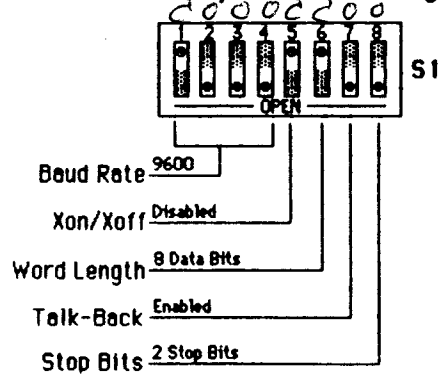 C O O O C C O O
1 2 3 4 5 6 7 8
S1
OPEN
Baud Rate 9600
Xon/Xoff Disabled
Word Length 8 Data Bits
Talk-Back Enabled
Stop Bits 2 Stop Bits